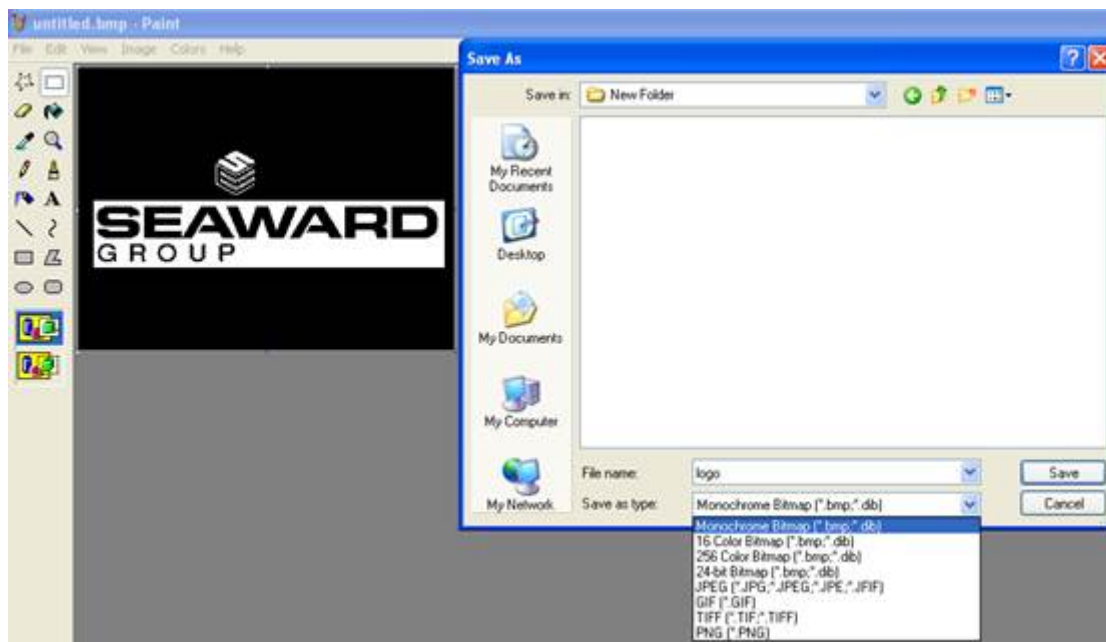 untitled.bmp - Paint
File Edit View Image Colors Help
SEAWARD
GROUP
A
Save As
Save in:
New Folder
My Recent
Documents
Desktop
My Documents
My Computer
My Network
File name:
logo
Save
Save as type:
Monochrome Bitmap (*.bmp;*.dib)
Cancel
Monochrome Bitmap (*.bmp;*.dib)
16 Color Bitmap (*.bmp;*.dib)
256 Color Bitmap (*.bmp;*.dib)
24-bit Bitmap (*.bmp;*.dib)
JPEG (*.JPG;*.JPEG;*.JPE;*.JFIF)
GIF (*.GIF)
TIFF (*.TIF;*.TIFF)
PNG (*.PNG)